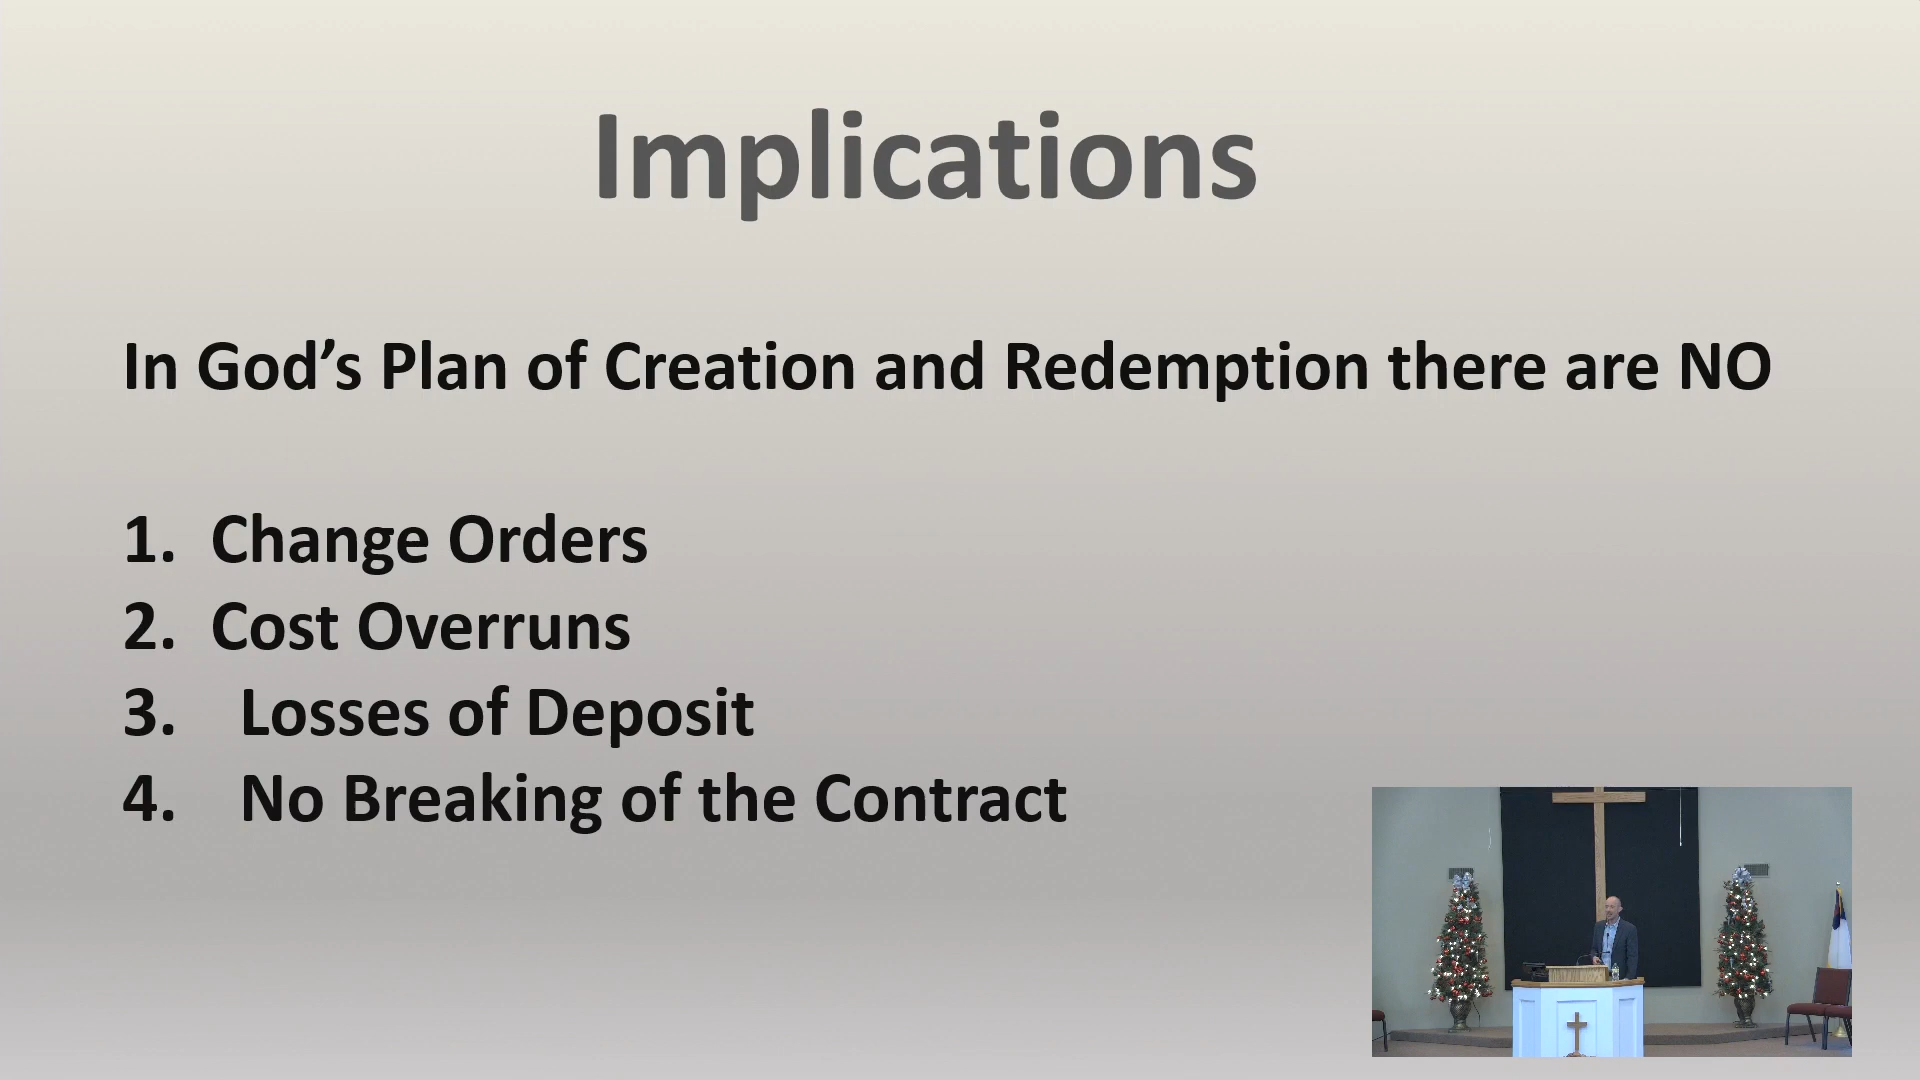 Implications
In God’s Plan of Creation and Redemption there are NO
1. Change Orders
2. Cost Overruns
3. Losses of Deposit
4. No Breaking of the Contract